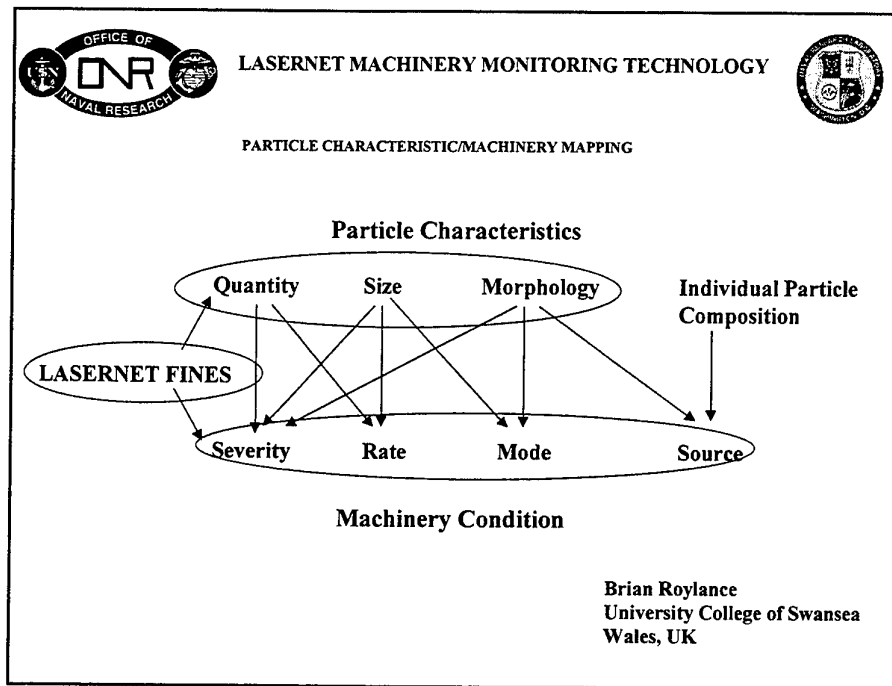 OFFICE OF
ONR
NAVAL RESEARCH
LASERNET MACHINERY MONITORING TECHNOLOGY
PARTICLE CHARACTERISTIC/MACHINERY MAPPING
Particle Characteristics
Quantity Size Morphology
Individual Particle
Composition
LASERNET FINES
Severity Rate Mode Source
Machinery Condition
Brian Roylance
University College of Swansea
Wales, UK